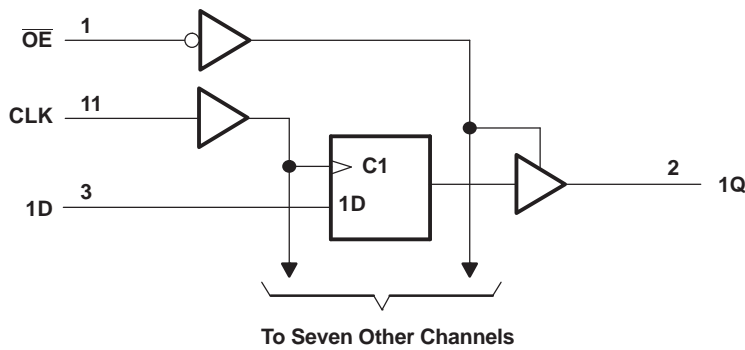 OE 1
CLK 11
C1
1D 3
1D
2 1Q
To Seven Other Channels